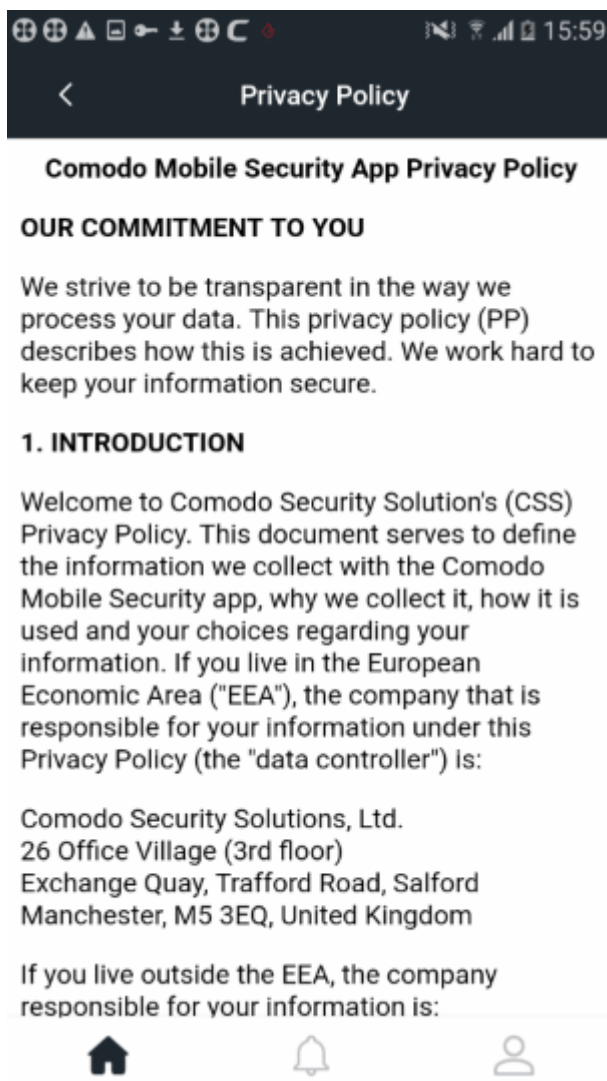 15:59
Privacy Policy
Comodo Mobile Security App Privacy Policy
OUR COMMITMENT TO YOU
We strive to be transparent in the way we
process your data. This privacy policy (PP)
describes how this is achieved. We work hard to
keep your information secure.
1. INTRODUCTION
Welcome to Comodo Security Solution's (CSS)
Privacy Policy. This document serves to define
the information we collect with the Comodo
Mobile Security app, why we collect it, how it is
used and your choices regarding your
information. If you live in the European
Economic Area ("EEA"), the company that is
responsible for your information under this
Privacy Policy (the "data controller") is:
Comodo Security Solutions, Ltd.
26 Office Village (3rd floor)
Exchange Quay, Trafford Road, Salford
Manchester, M5 3EQ, United Kingdom
If you live outside the EEA, the company
responsible for your information is: